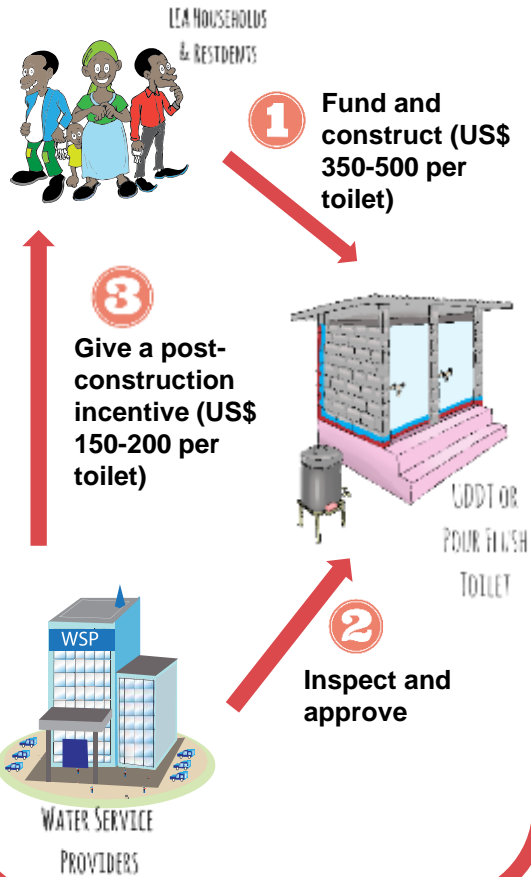 LIA HOUSEHOLDS
& RESIDENTS
1
Fund and
construct (US$
350-500 per
toilet)
3
Give a post-
construction
incentive (US$
150-200 per
toilet)
UDDT OR
POUR FLUSH
TOILET
2
Inspect and
approve
WSP
WATER SERVICE
PROVIDERS